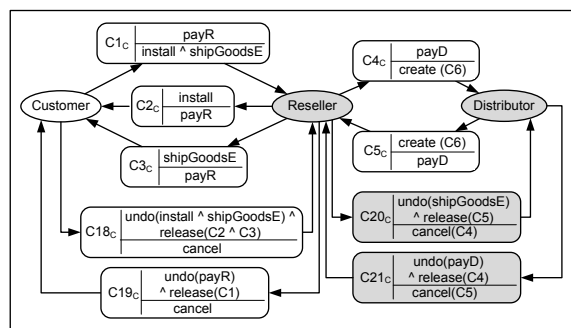 C1C payR
install ^ shipGoodsE
C4C payD
create (C6)
Customer
C2C install
payR
Reseller
Distributor
C3C shipGoodsE
payR
C5C create (C6)
payD
C18C undo(install ^ shipGoodsE) ^
release(C2 ^ C3)
cancel
C20C undo(shipGoodsE)
^ release(C5)
cancel(C4)
C19C undo(payR)
^ release(C1)
cancel
C21C undo(payD)
^ release(C4)
cancel(C5)